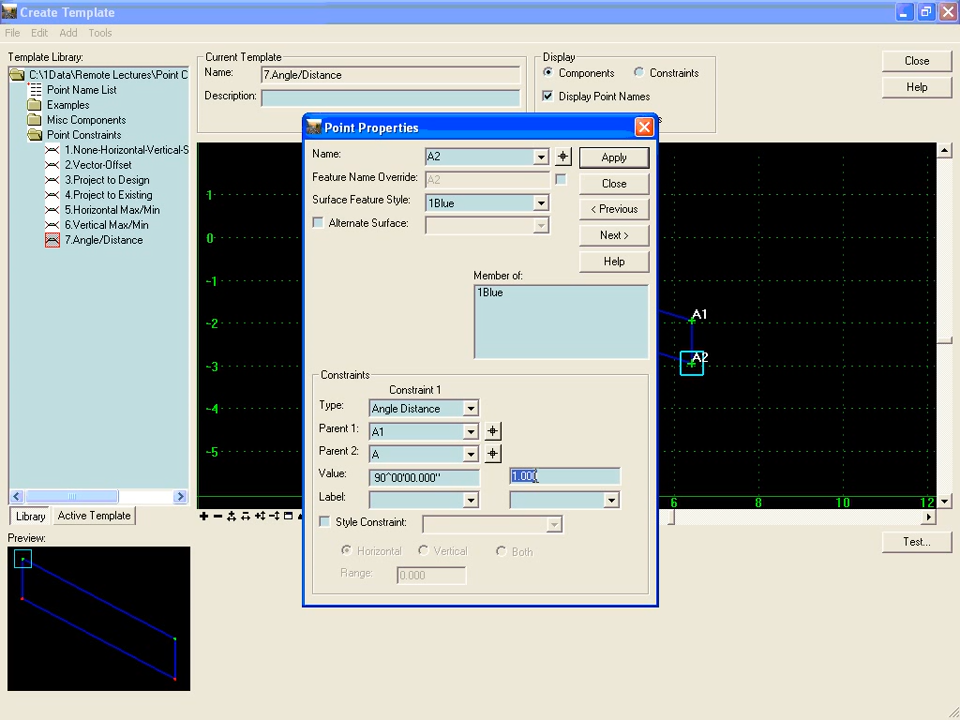 Create Template
File Edit Add Tools
Template Library:
C:\1Data\Remote Lectures\Point C
Point Name List
Examples
Misc Components
Point Constraints
1.None-Horizontal-Vertical-S
2.Vector-Offset
3.Project to Design
4.Project to Existing
5.Horizontal Max/Min
6.Vertical Max/Min
7.Angle/Distance
Library Active Template
Preview:
Current Template
Name: 7.Angle/Distance
Description:
Display
Components Constraints
Display Point Names
Close
Help
Point Properties
Name: A2
Feature Name Override: A2
Surface Feature Style: 1Blue
Alternate Surface:
Apply
Close
< Previous
Next >
Help
Member of:
1Blue
Constraints
Constraint 1
Type: Angle Distance
Parent 1: A1
Parent 2: A
Value: 90^00'00.000" 1.000
Label:
Style Constraint:
Horizontal Vertical Both
Range: 0.000
1
0
-1
-2
-3
-4
-5
A1
A2
6 8 10 12
Test...